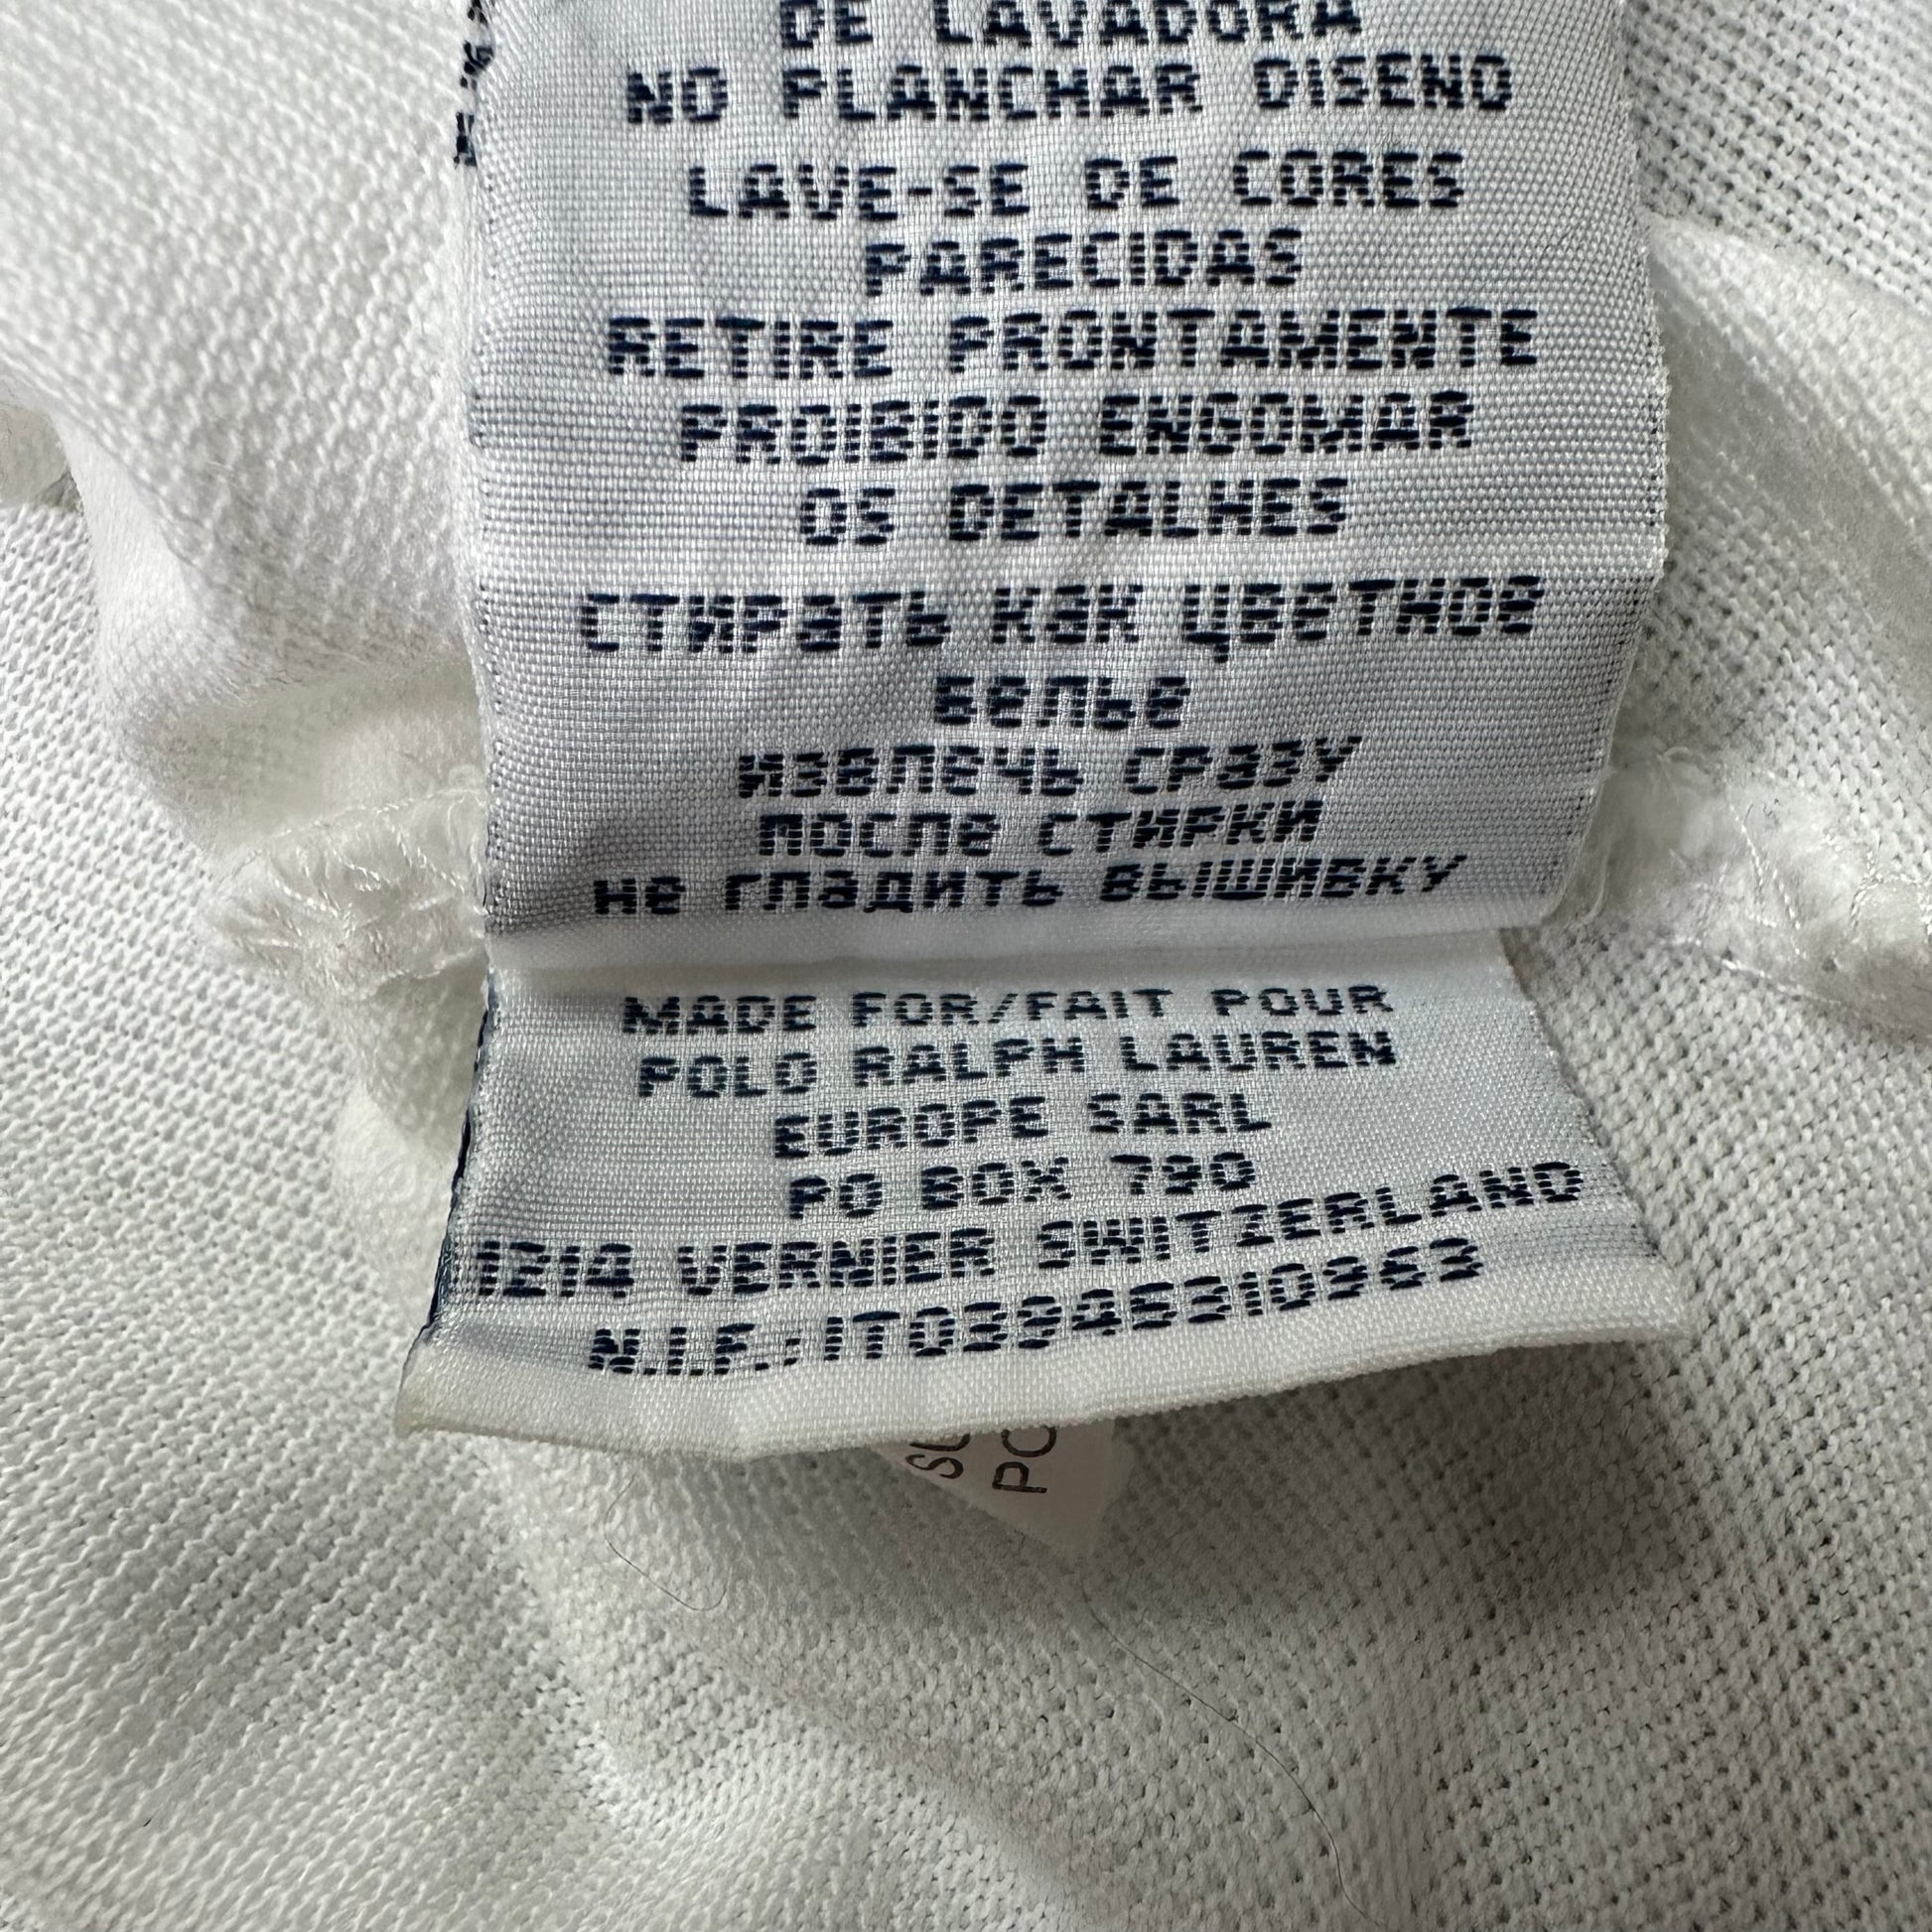 DE LAVADORA
NO PLANCHAR DISENO
LAVE-SE DE CORES
PARECIDAS
RETIRE PRONTAMENTE
PROIBIDO ENGOMAR
OS DETALHES
СТИРАТЬ КАК ЦВЕТНОЕ
БЕЛЬЕ
ИЗВЛЕЧЬ СРАЗУ
ПОСЛЕ СТИРКИ
НЕ ГЛАДИТЬ ВЫШИВКУ
MADE FOR/FAIT POUR
POLO RALPH LAUREN
EUROPE SARL
PO BOX 790
1214 VERNIER SWITZERLAND
N.I.F.:IT03945310963